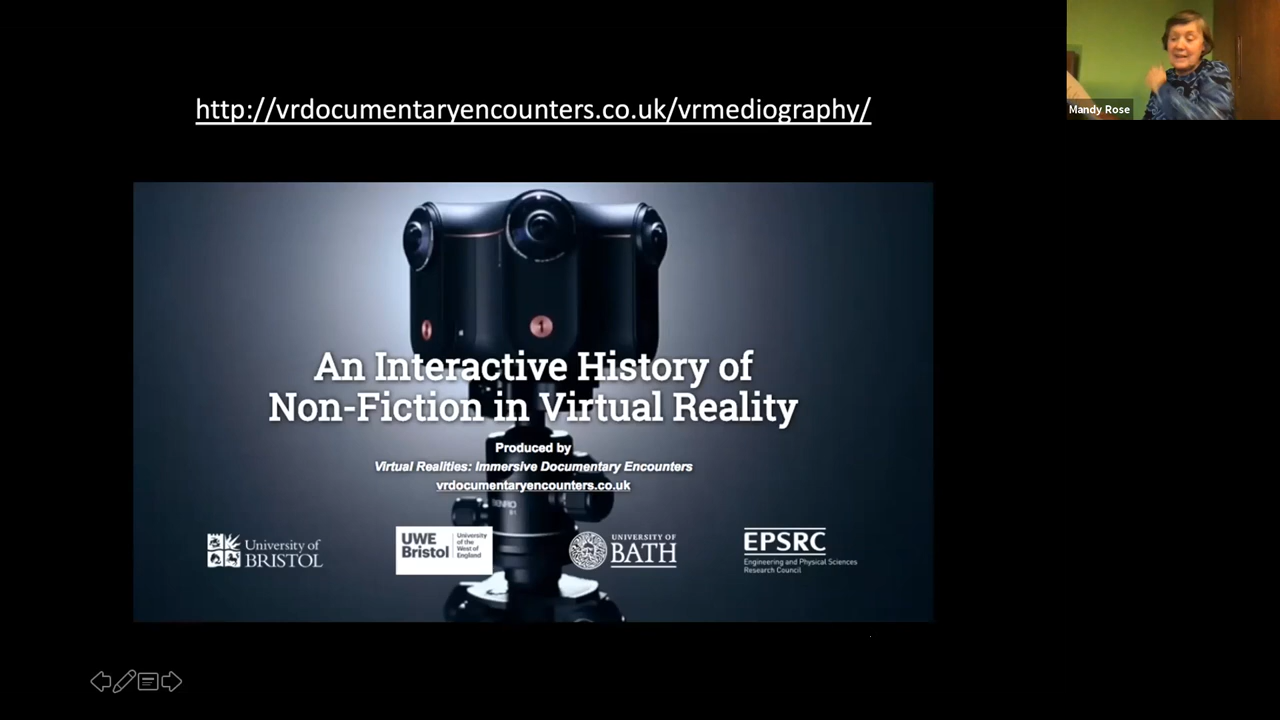 http://vrdocumentaryencounters.co.uk/vrmediography/
Mandy Rose
An Interactive History of
Non-Fiction in Virtual Reality
Produced by
Virtual Realities: Immersive Documentary Encounters
vrdocumentaryencounters.co.uk
University of
BRISTOL
UWE
Bristol
University
of the
West of
England
UNIVERSITY OF
BATH
EPSRC
Engineering and Physical Sciences
Research Council